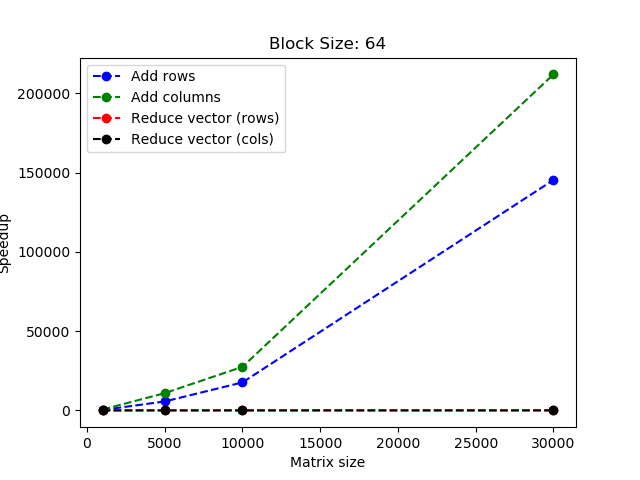 Block Size: 64
Add rows
Add columns
Reduce vector (rows)
Reduce vector (cols)
200000
150000
100000
50000
0
Speedup
0
5000
10000
15000
20000
25000
30000
Matrix size